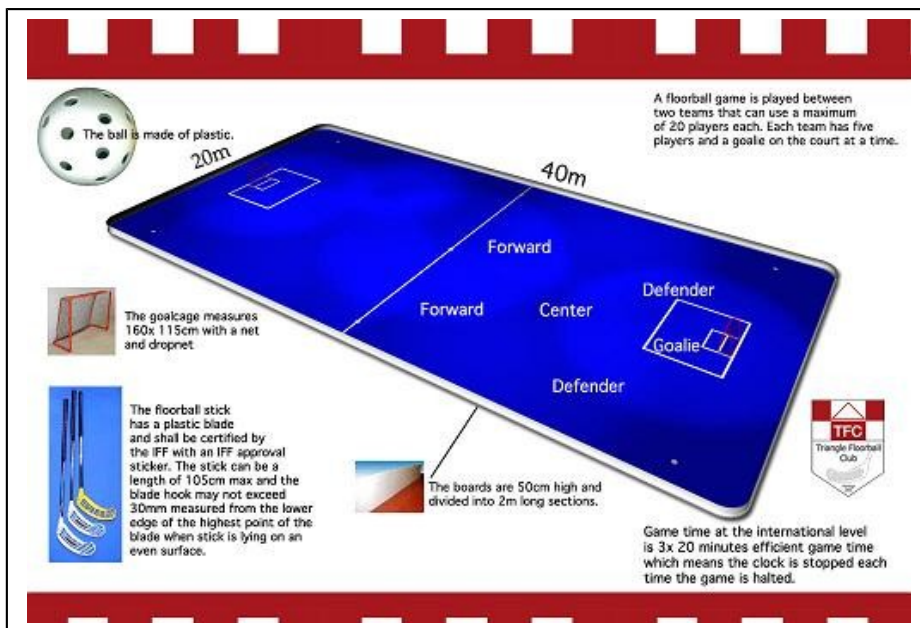 A floorball game is played between
two teams that can use a maximum
of 20 players each. Each team has five
players and a goalie on the court at a time.
The ball is made of plastic.
20m
40m
Forward
Forward
Center
Defender
Goalie
Defender
The goalcage measures
160x 115cm with a net
and dropnet
The floorball stick
has a plastic blade
and shall be certified by
the IFF with an IFF approval
sticker. The stick can be a
length of 105cm max and the
blade hook may not exceed
30mm measured from the lower
edge of the highest point of the
blade when stick is lying on an
even surface.
The boards are 50cm high and
divided into 2m long sections.
TFC
Triangle Floorball
Club
Game time at the international level
is 3x 20 minutes efficient game time
which means the clock is stopped each
time the game is halted.